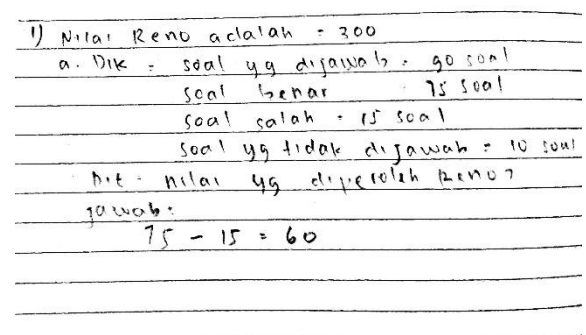 1) Nilai Reno adalah = 300
a. Dik = soal yg dijawab = 90 soal
soal benar 75 soal
soal salah = 15 soal
soal yg tidak dijawab = 10 soal
Dit = nilai yg diperoleh Reno?
jawab:
75 - 15 = 60